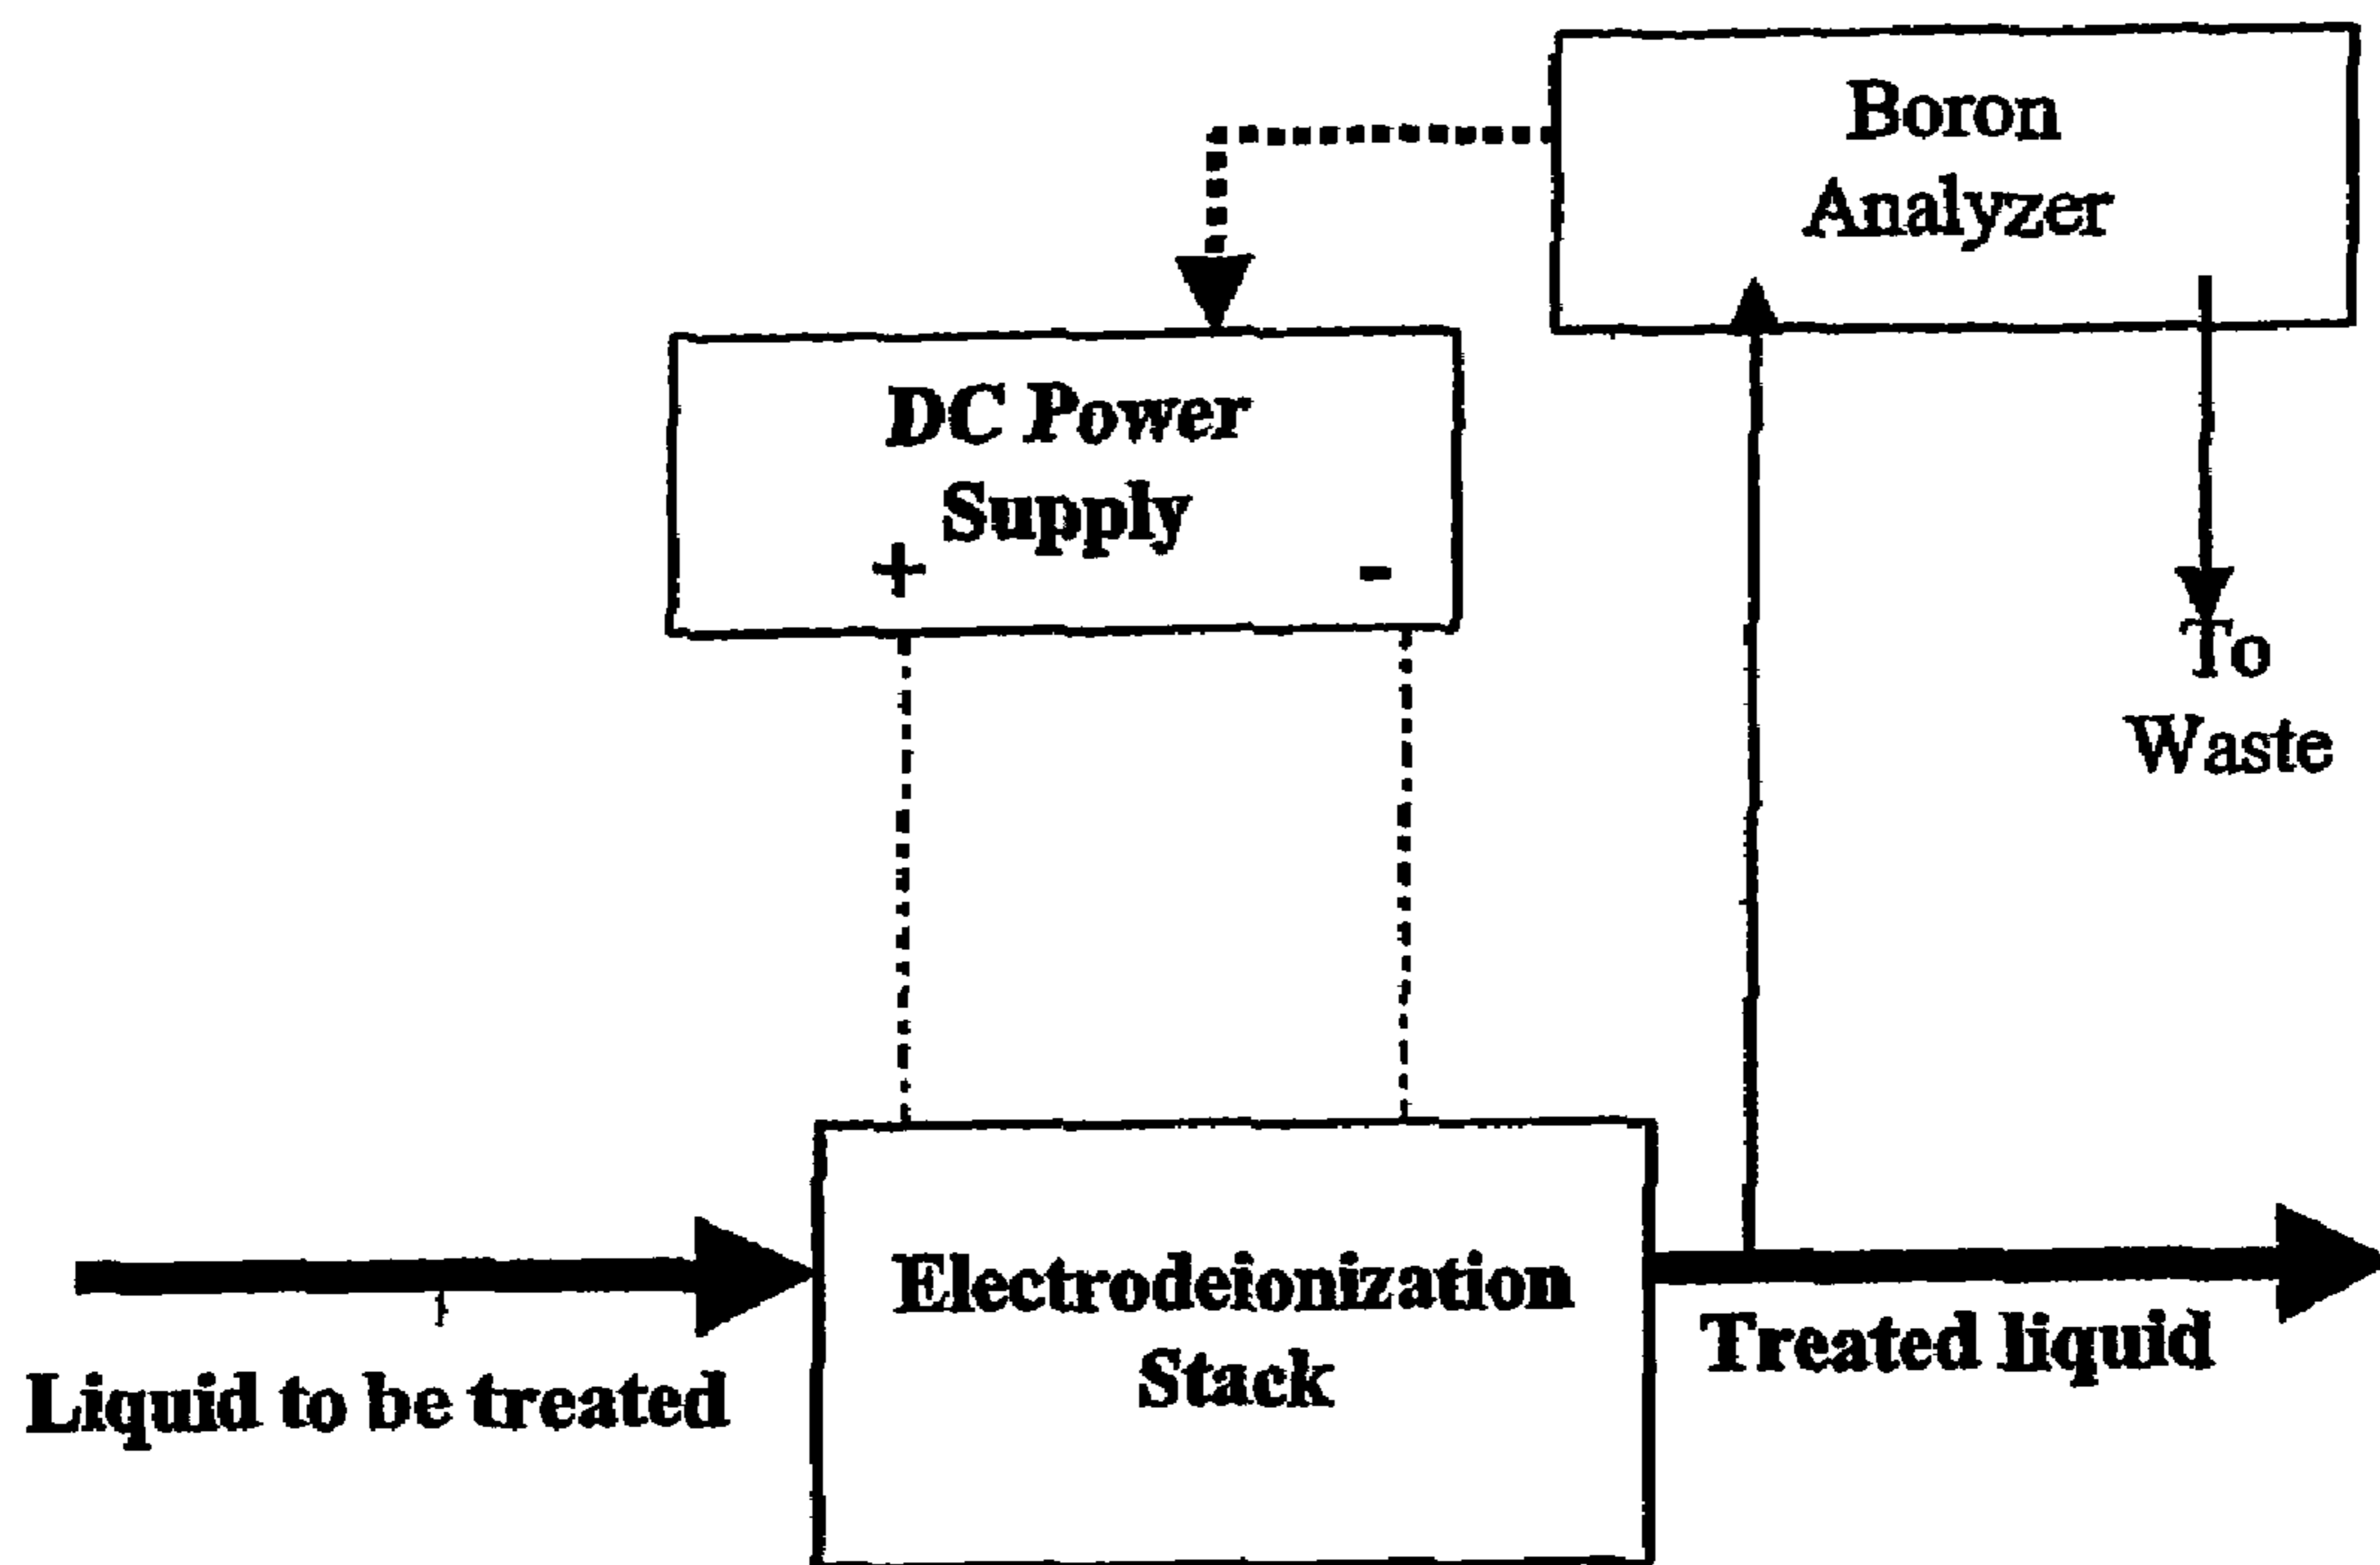 Boron
Analyzer
DC Power
Supply
+ -
To
Waste
Electrodeionization
Stack
Liquid to be treated
Treated liquid